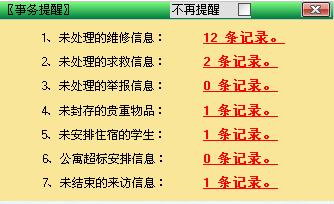 〖事务提醒〗 不再提醒
1、未处理的维修信息： 12 条记录。
2、未处理的求救信息： 2 条记录。
3、未处理的举报信息： 0 条记录。
4、未封存的贵重物品： 1 条记录。
5、未安排住宿的学生： 1 条记录。
6、公寓超标安排信息： 0 条记录。
7、未结束的来访信息： 1 条记录。